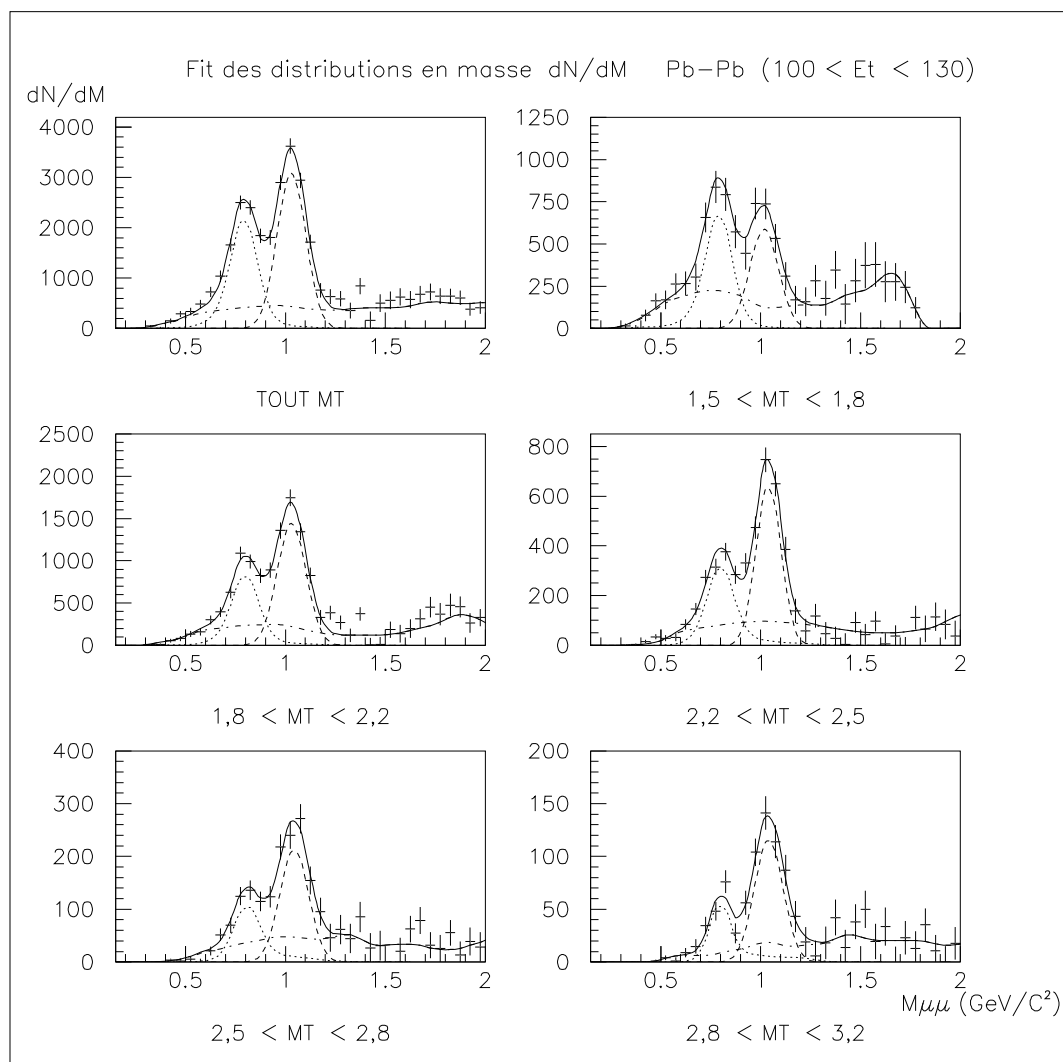 Fit des distributions en masse dN/dM Pb-Pb (100 < Et < 130)
dN/dM
4000
3000
2000
1000
0
0.5 1 1.5 2
TOUT MT
1250
1000
750
500
250
0
0.5 1 1.5 2
1,5 < MT < 1,8
2500
2000
1500
1000
500
0
0.5 1 1.5 2
1,8 < MT < 2,2
800
600
400
200
0
0.5 1 1.5 2
2,2 < MT < 2,5
400
300
200
100
0
0.5 1 1.5 2
2,5 < MT < 2,8
200
150
100
50
0
0.5 1 1.5 2
Mμμ (GeV/C²)
2,8 < MT < 3,2